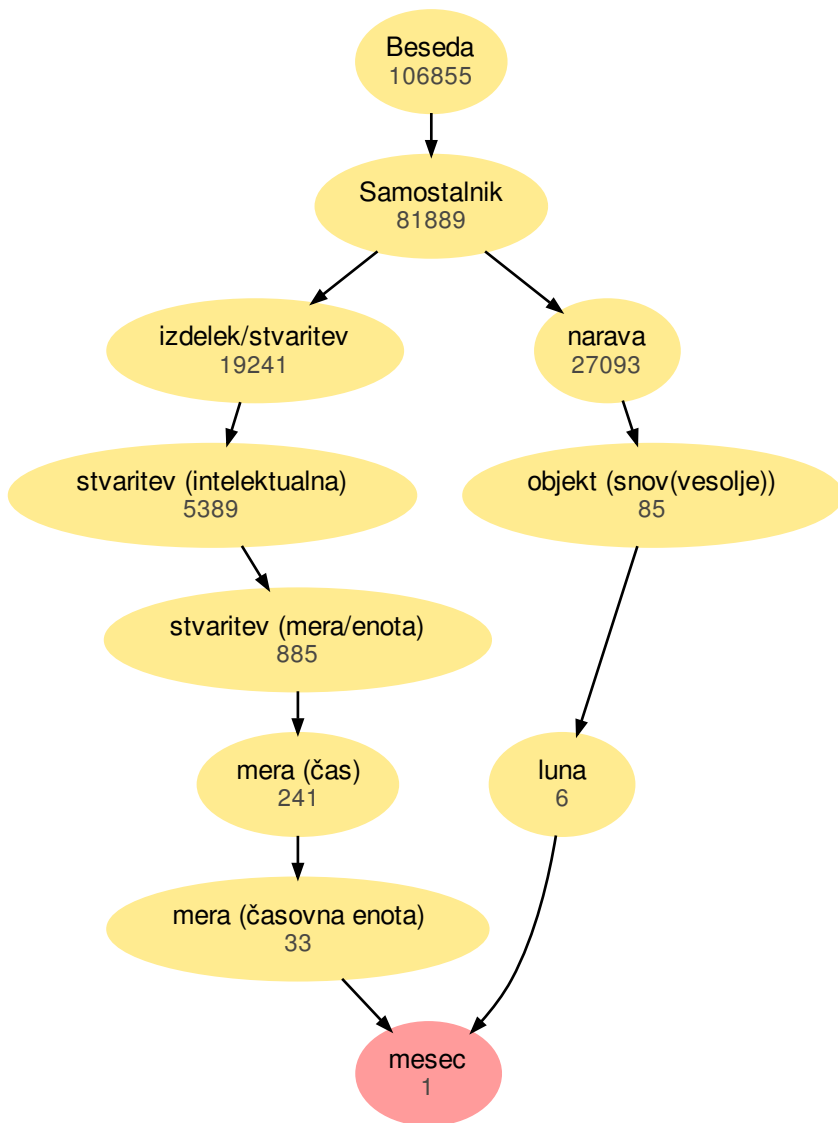 Beseda
106855
Samostalnik
81889
izdelek/stvaritev
19241
narava
27093
stvaritev (intelektualna)
5389
objekt (snov(vesolje))
85
stvaritev (mera/enota)
885
mera (čas)
241
luna
6
mera (časovna enota)
33
mesec
1